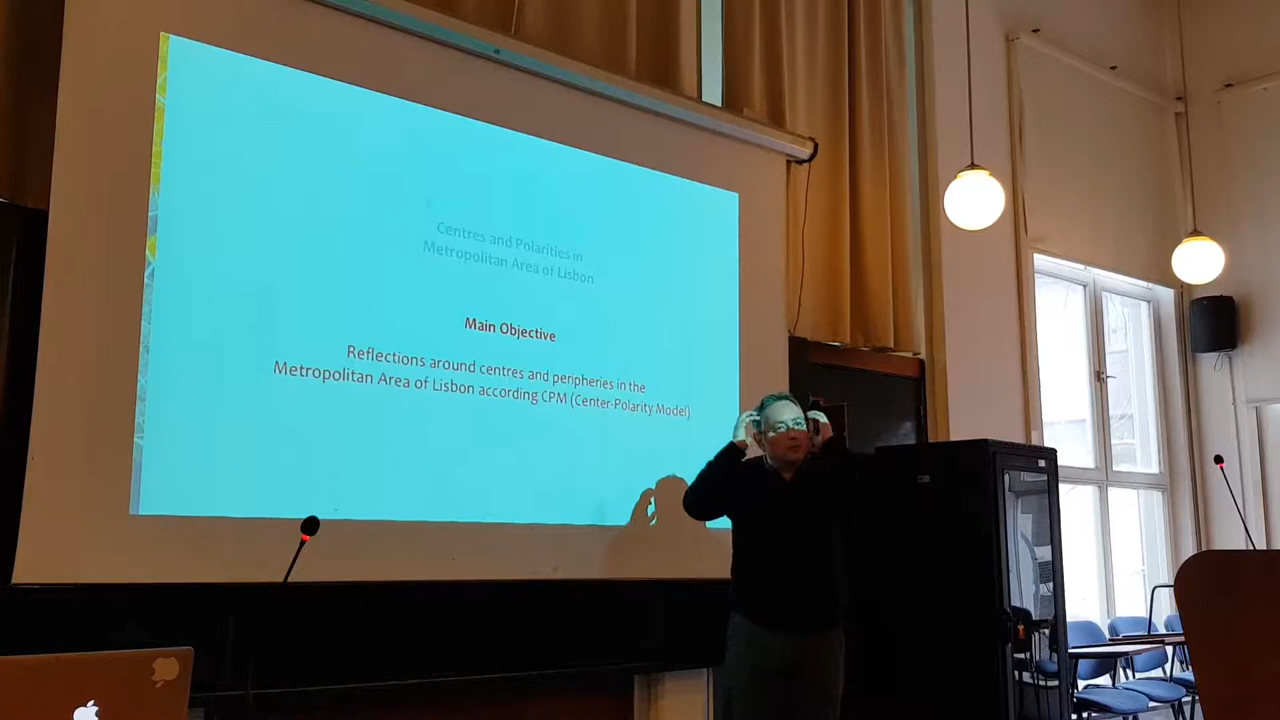 Centres and Polarities in
Metropolitan Area of Lisbon
Main Objective
Reflections around centres and peripheries in the
Metropolitan Area of Lisbon according CPM (Center-Polarity Model)